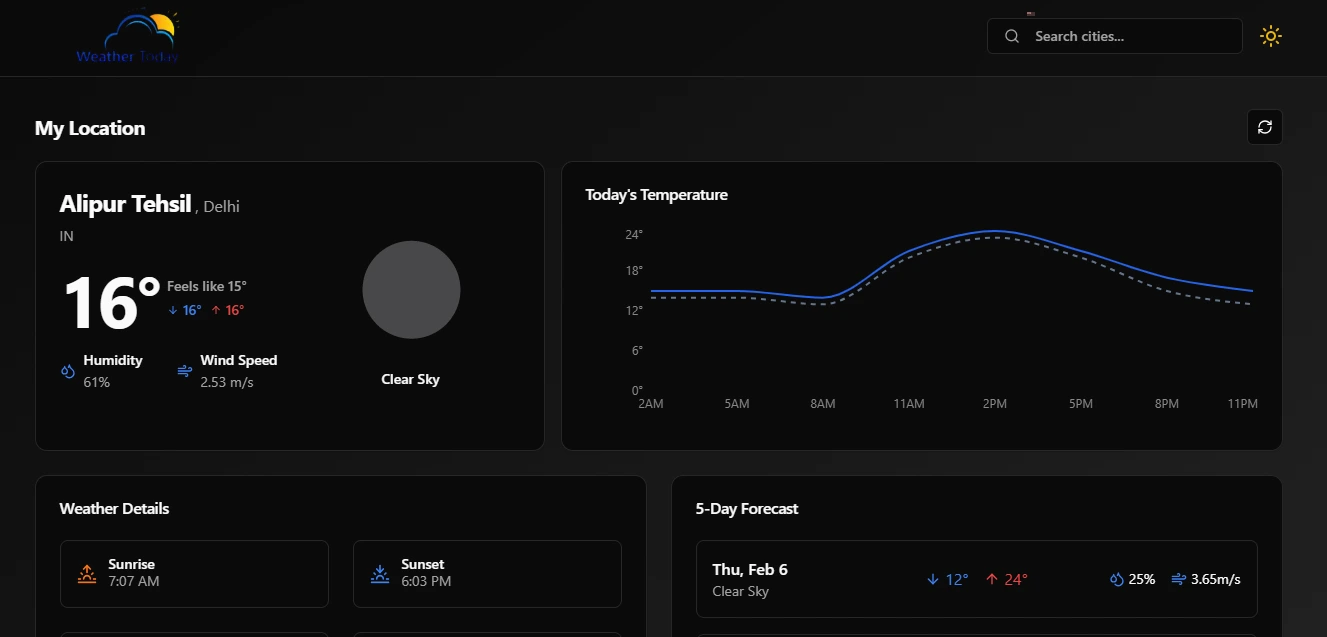 Weather Today
Search cities...
My Location
Alipur Tehsil , Delhi
IN
16°
Feels like 15°
↓ 16° ↑ 16°
Humidity
61%
Wind Speed
2.53 m/s
Clear Sky
Today's Temperature
24°
18°
12°
6°
0°
2AM 5AM 8AM 11AM 2PM 5PM 8PM 11PM
Weather Details
Sunrise
7:07 AM
Sunset
6:03 PM
5-Day Forecast
Thu, Feb 6
Clear Sky
↓ 12° ↑ 24°
25% 3.65m/s